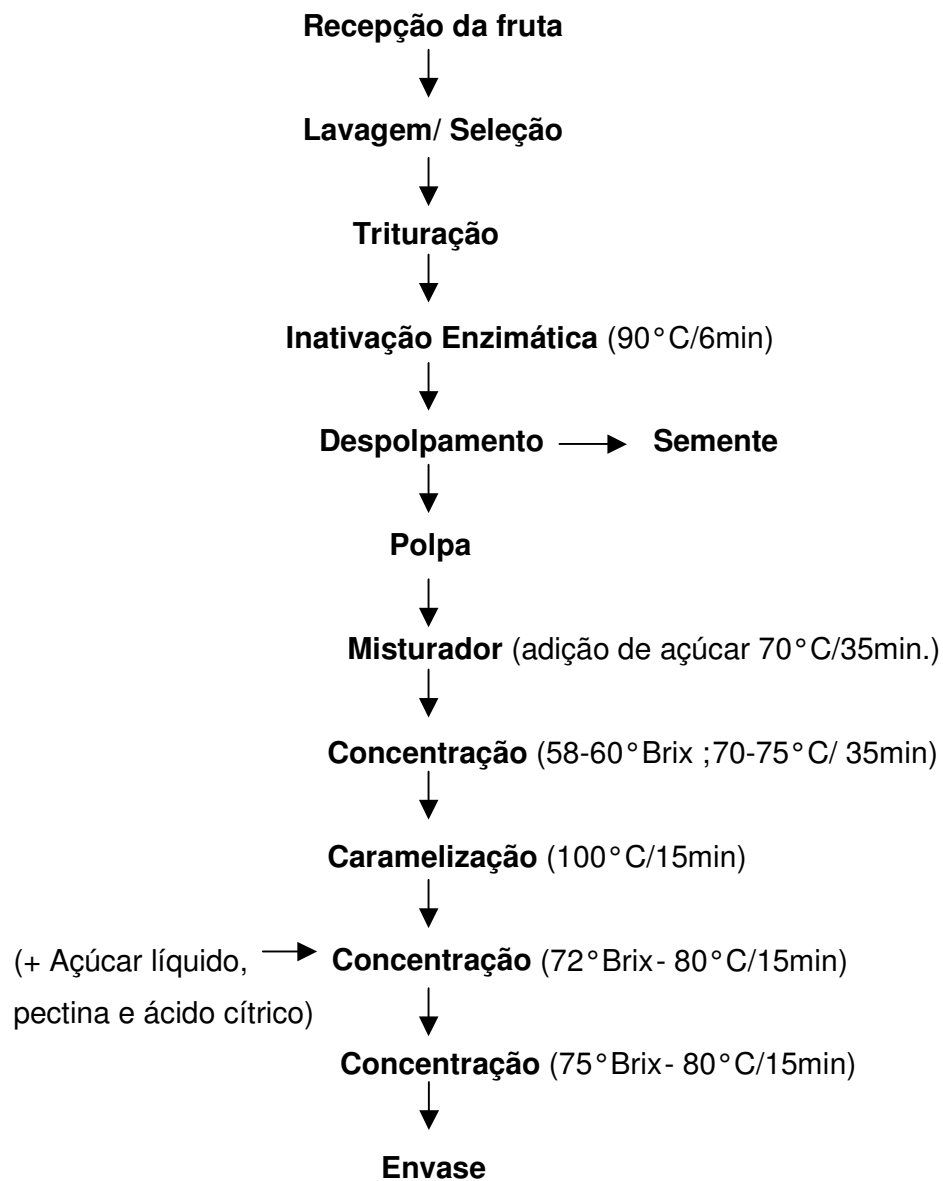 Recepção da fruta
Lavagem/ Seleção
Trituração
Inativação Enzimática (90°C/6min)
Despolpamento
Semente
Polpa
Misturador (adição de açúcar 70°C/35min.)
Concentração (58-60°Brix ;70-75°C/ 35min)
Caramelização (100°C/15min)
(+ Açúcar líquido,
pectina e ácido cítrico)
Concentração (72°Brix- 80°C/15min)
Concentração (75°Brix- 80°C/15min)
Envase